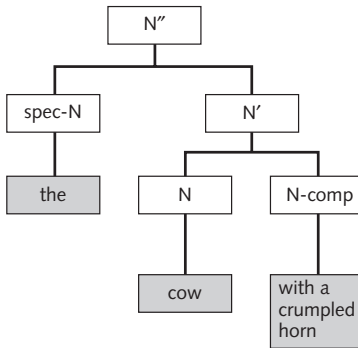 N″
spec-N
N′
the
N
N-comp
cow
with a
crumpled
horn